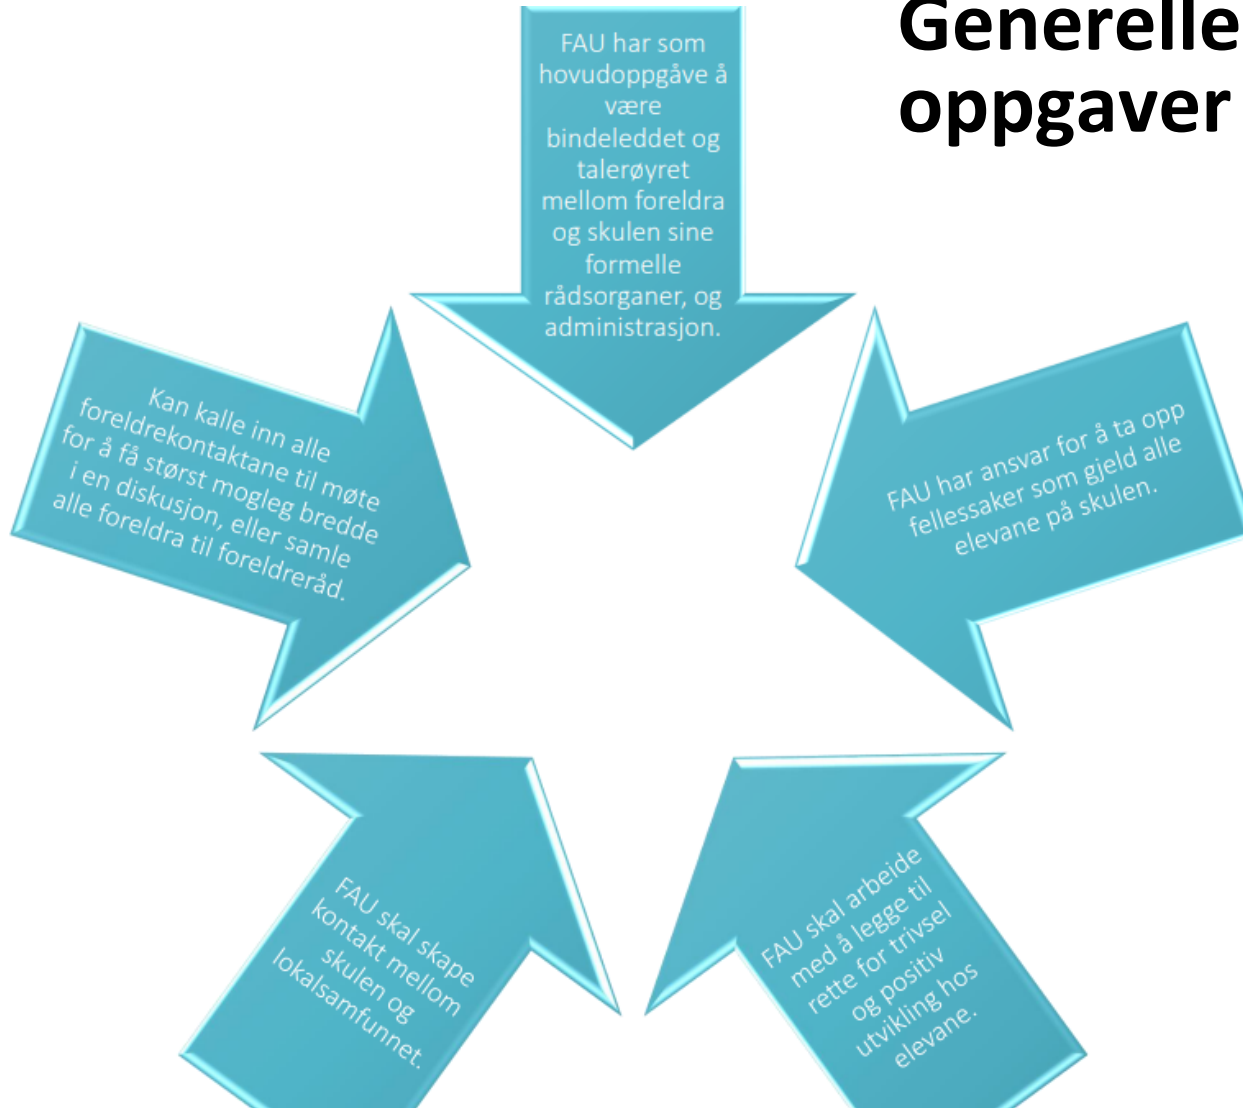 Generelle
oppgaver
FAU har som
hovudoppgåve å
være
bindeleddet og
talerøyret
mellom foreldra
og skulen sine
formelle
rådsorganer, og
administrasjon.
FAU har ansvar for å ta opp
fellessaker som gjeld alle
elevane på skulen.
FAU skal arbeide
med å legge til
rette for trivsel
og positiv
utvikling hos
elevane.
FAU skal skape
kontakt mellom
skulen og
lokalsamfunnet.
Kan kalle inn alle
foreldrekontaktane til møte
for å få størst mogleg bredde
i en diskusjon, eller samle
alle foreldra til foreldreråd.